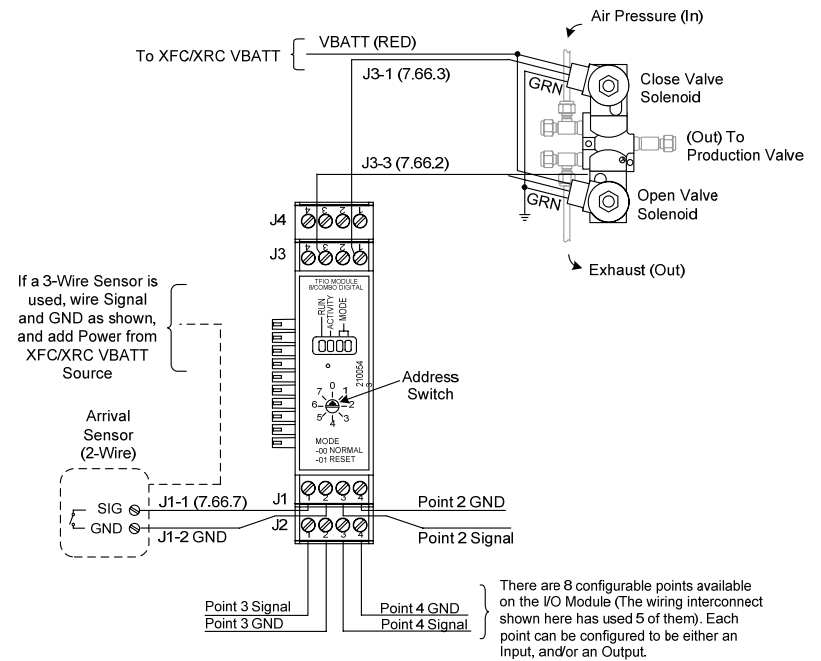 Air Pressure (In)
VBATT (RED)
To XFC/XRC VBATT
J3-1 (7.66.3)
GRN
Close Valve
Solenoid
(Out) To
Production Valve
J3-3 (7.66.2)
GRN
Open Valve
Solenoid
Exhaust (Out)
J4
4 3 2 1
J3
4 3 2 1
TFIO MODULE
8/COMBO DIGITAL
RUN
ACTIVITY
MODE
210054
3
0
1
2
3
4
5
6
7
Address
Switch
MODE
-00 NORMAL
-01 RESET
If a 3-Wire Sensor is
used, wire Signal
and GND as shown,
and add Power from
XFC/XRC VBATT
Source
Arrival
Sensor
(2-Wire)
SIG
GND
J1-1 (7.66.7)
J1-2 GND
J1
1 2 3 4
J2
1 2 3 4
Point 2 GND
Point 2 Signal
Point 3 Signal
Point 3 GND
Point 4 GND
Point 4 Signal
There are 8 configurable points available
on the I/O Module (The wiring interconnect
shown here has used 5 of them). Each
point can be configured to be either an
Input, and/or an Output.